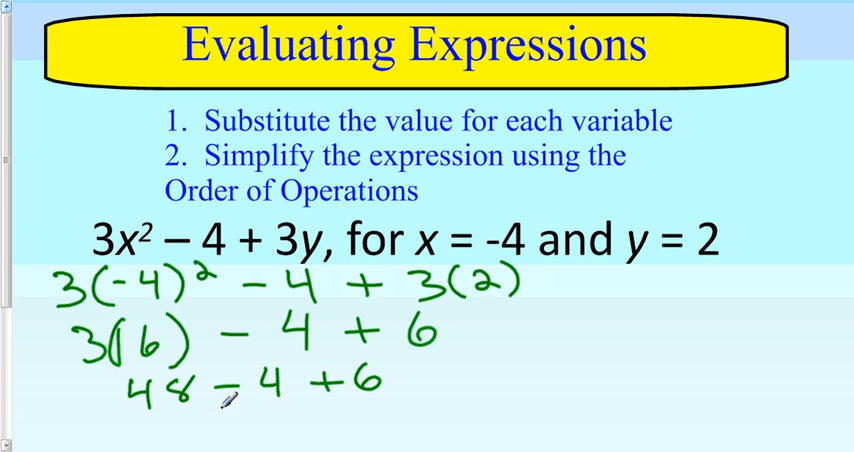 Evaluating Expressions
1. Substitute the value for each variable
2. Simplify the expression using the
Order of Operations
3x² – 4 + 3y, for x = -4 and y = 2
3(-4)² - 4 + 3(2)
3(16) - 4 + 6
48 - 4 + 6